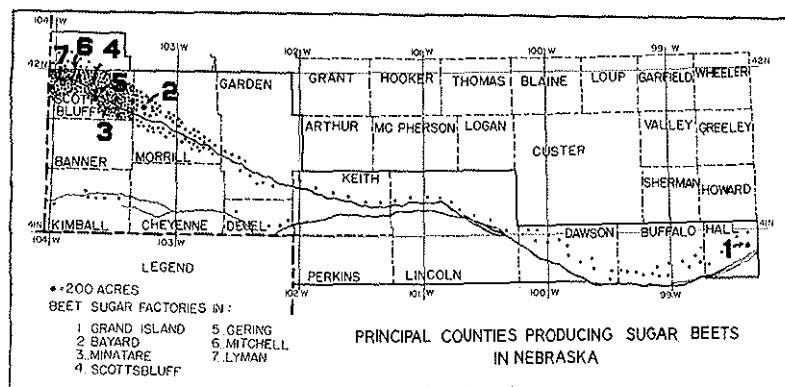 104°W
103°W
102°W
101°W
100°W
99°W
42N
42N
7 6 4
5
2
3
SCOTTS
BLUFF
GARDEN
GRANT
HOOKER
THOMAS
BLAINE
LOUP
GARFIELD
WHEELER
ARTHUR
MC PHERSON
LOGAN
CUSTER
VALLEY
GREELEY
BANNER
MORRILL
KEITH
SHERMAN
HOWARD
41N
41N
KIMBALL
CHEYENNE
DEUEL
DAWSON
BUFFALO
HALL
1
104°W
103°W
LEGEND
PERKINS
LINCOLN
102°W
101°W
100°W
99°W
•=200 ACRES
BEET SUGAR FACTORIES IN:
1 GRAND ISLAND
2 BAYARD
3..MINATARE
4. SCOTTSBLUFF
5 .GERING
6..MITCHELL
7..LYMAN
PRINCIPAL COUNTIES PRODUCING SUGAR BEETS
IN NEBRASKA